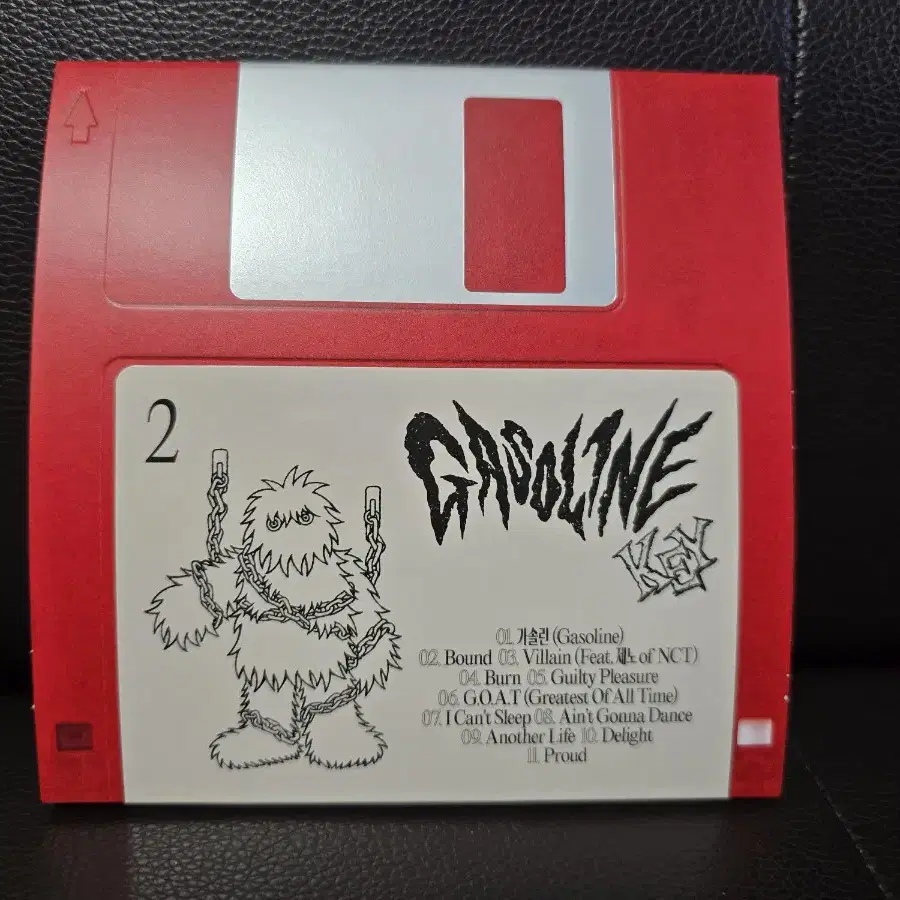 2
GASOLINE
KEY
01. 가솔린 (Gasoline)
02. Bound 03. Villain (Feat. 제노 of NCT)
04. Burn 05. Guilty Pleasure
06. G.O.A.T (Greatest Of All Time)
07. I Can't Sleep 08. Ain't Gonna Dance
09. Another Life 10. Delight
11. Proud